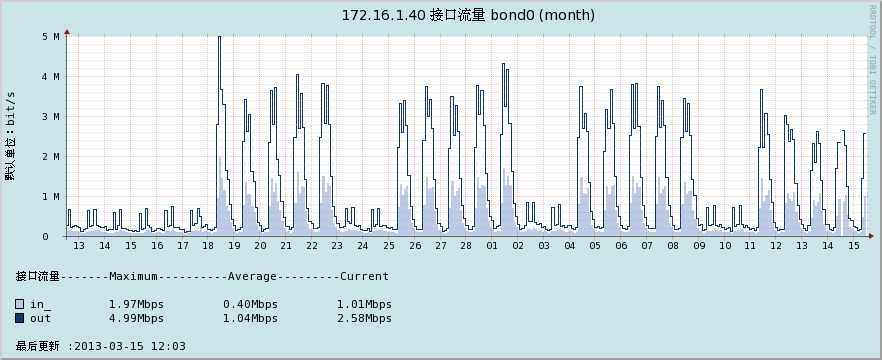 172.16.1.40 接口流量 bond0 (month)
RRDTOOL / TOBI OETIKER
默认单位：bit/s
5 M
4 M
3 M
2 M
1 M
0
13 14 15 16 17 18 19 20 21 22 23 24 25 26 27 28 01 02 03 04 05 06 07 08 09 10 11 12 13 14 15
接口流量-------Maximum----------Average---------Current
in_ 1.97Mbps 0.40Mbps 1.01Mbps
out 4.99Mbps 1.04Mbps 2.58Mbps
最后更新 :2013-03-15 12:03